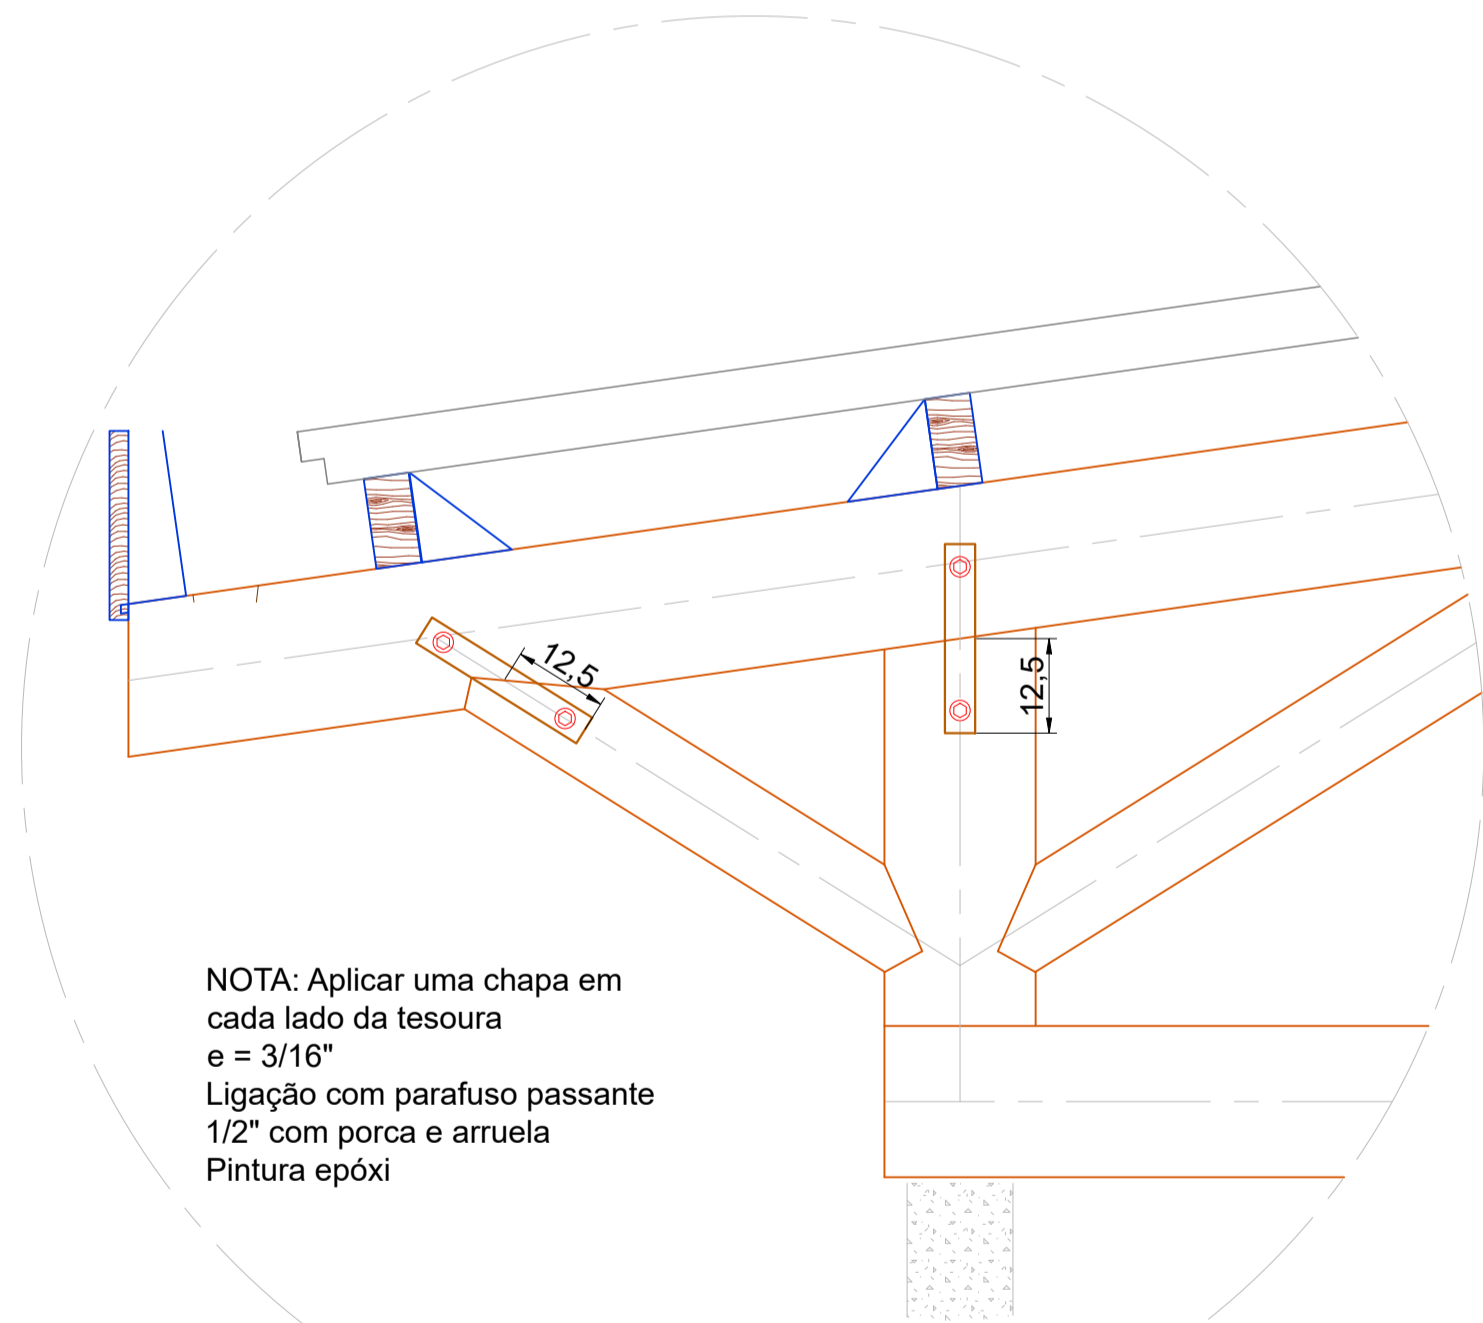 12,5
12,5
NOTA: Aplicar uma chapa em
cada lado da tesoura
e = 3/16"
Ligação com parafuso passante
1/2" com porca e arruela
Pintura epóxi